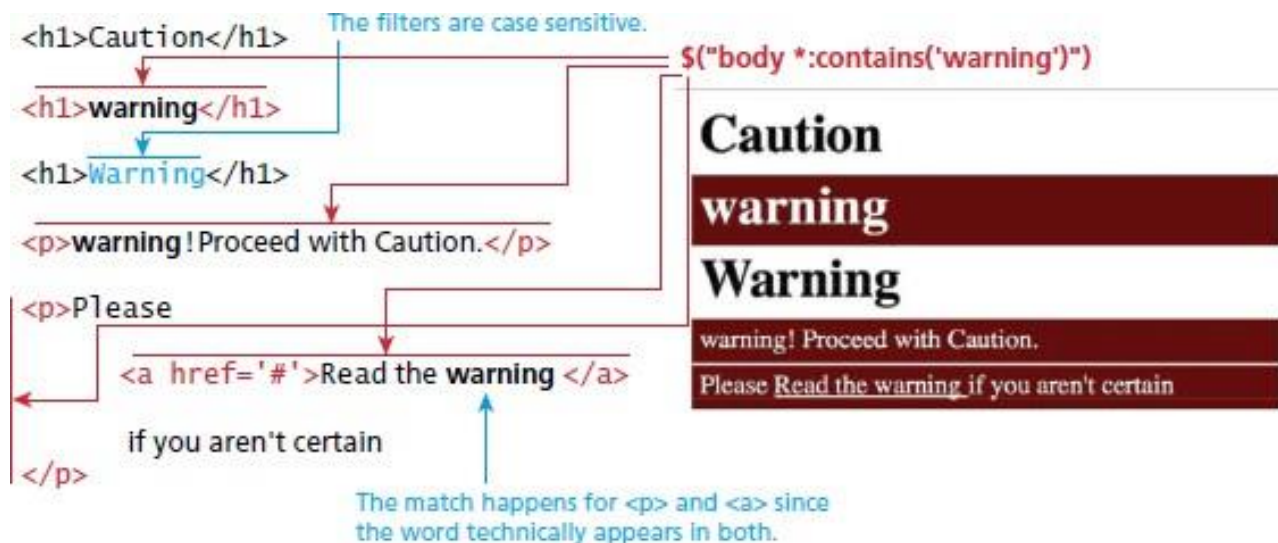 The filters are case sensitive.
<h1>Caution</h1>
$("body *:contains('warning')")
<h1>warning</h1>
<h1>Warning</h1>
<p>warning!Proceed with Caution.</p>
<p>Please
<a href='#'>Read the warning </a>
if you aren't certain
</p>
The match happens for <p> and <a> since
the word technically appears in both.
Caution
warning
Warning
warning! Proceed with Caution.
Please Read the warning if you aren't certain